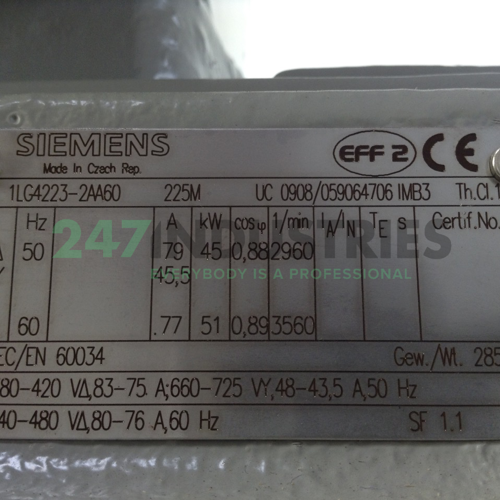 SIEMENS
Made in Czech Rep.
EFF 2 CE
1LG4223-2AA60 225M UC 0908/059064706 IMB3 Th.Cl.
Hz A kW cosφ 1/min IA/IN TE s Certif.No.
Δ 50 79 45 0,88 2960
Y 45,5
247 INDUSTRIES
EVERYBODY IS A PROFESSIONAL
60 .77 51 0,89 3560
EC/EN 60034 Gew./Wt. 285
80-420 VΔ,83-75 A;660-725 VY,48-43,5 A,50 Hz
40-480 VΔ,80-76 A,60 Hz SF 1,1